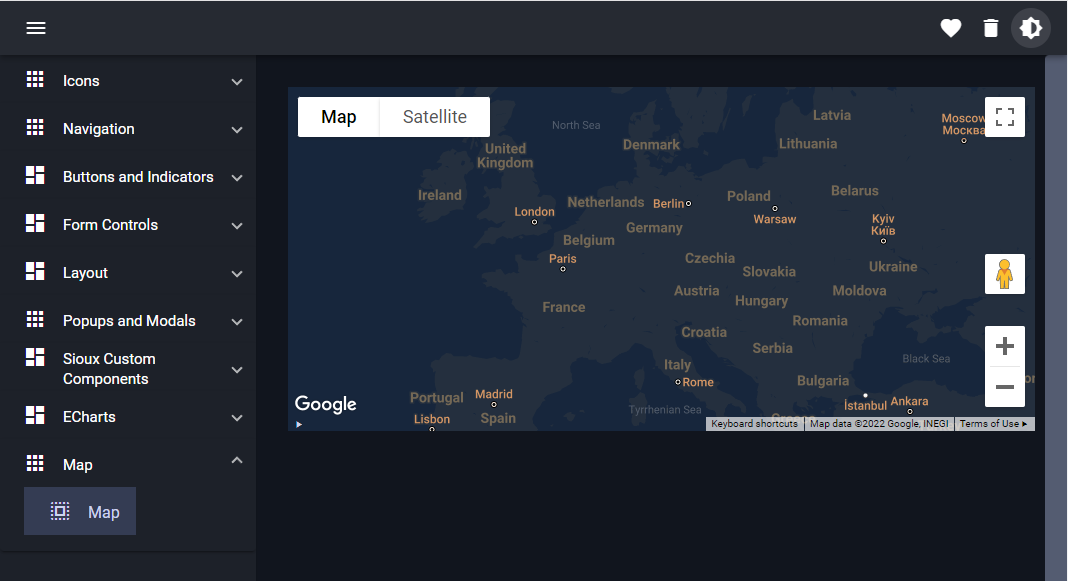 Icons
Navigation
Buttons and Indicators
Form Controls
Layout
Popups and Modals
Sioux Custom
Components
ECharts
Map
Map
Map
Satellite
North Sea
Latvia
Moscow
Москва
United
Kingdom
Denmark
Lithuania
Ireland
Netherlands
Berlin
Poland
Belarus
London
Warsaw
Kyiv
Київ
Germany
Belgium
Paris
Czechia
Slovakia
Ukraine
Austria
Hungary
Moldova
France
Romania
Croatia
Serbia
Italy
Black Sea
Rome
Bulgaria
Portugal
Madrid
Ankara
Google
Tyrrhenian Sea
İstanbul
Lisbon
Spain
Keyboard shortcuts
Map data ©2022 Google, INEGI
Terms of Use